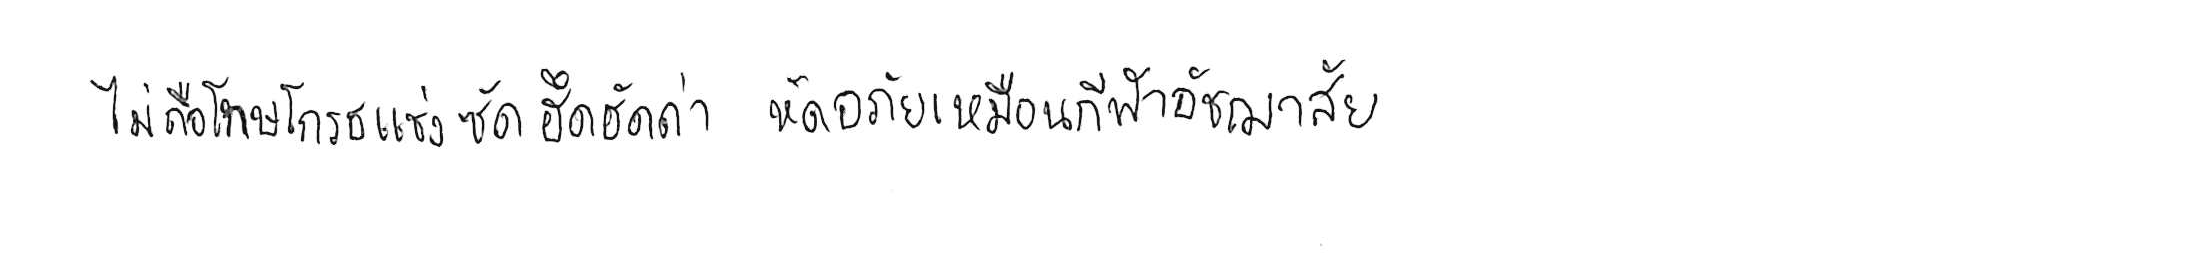 ไม่ถือโทษโกรธแช่งซัดฮึดฮัดด่า หัดอภัยเหมือนกีฬาอัชฌาสัย